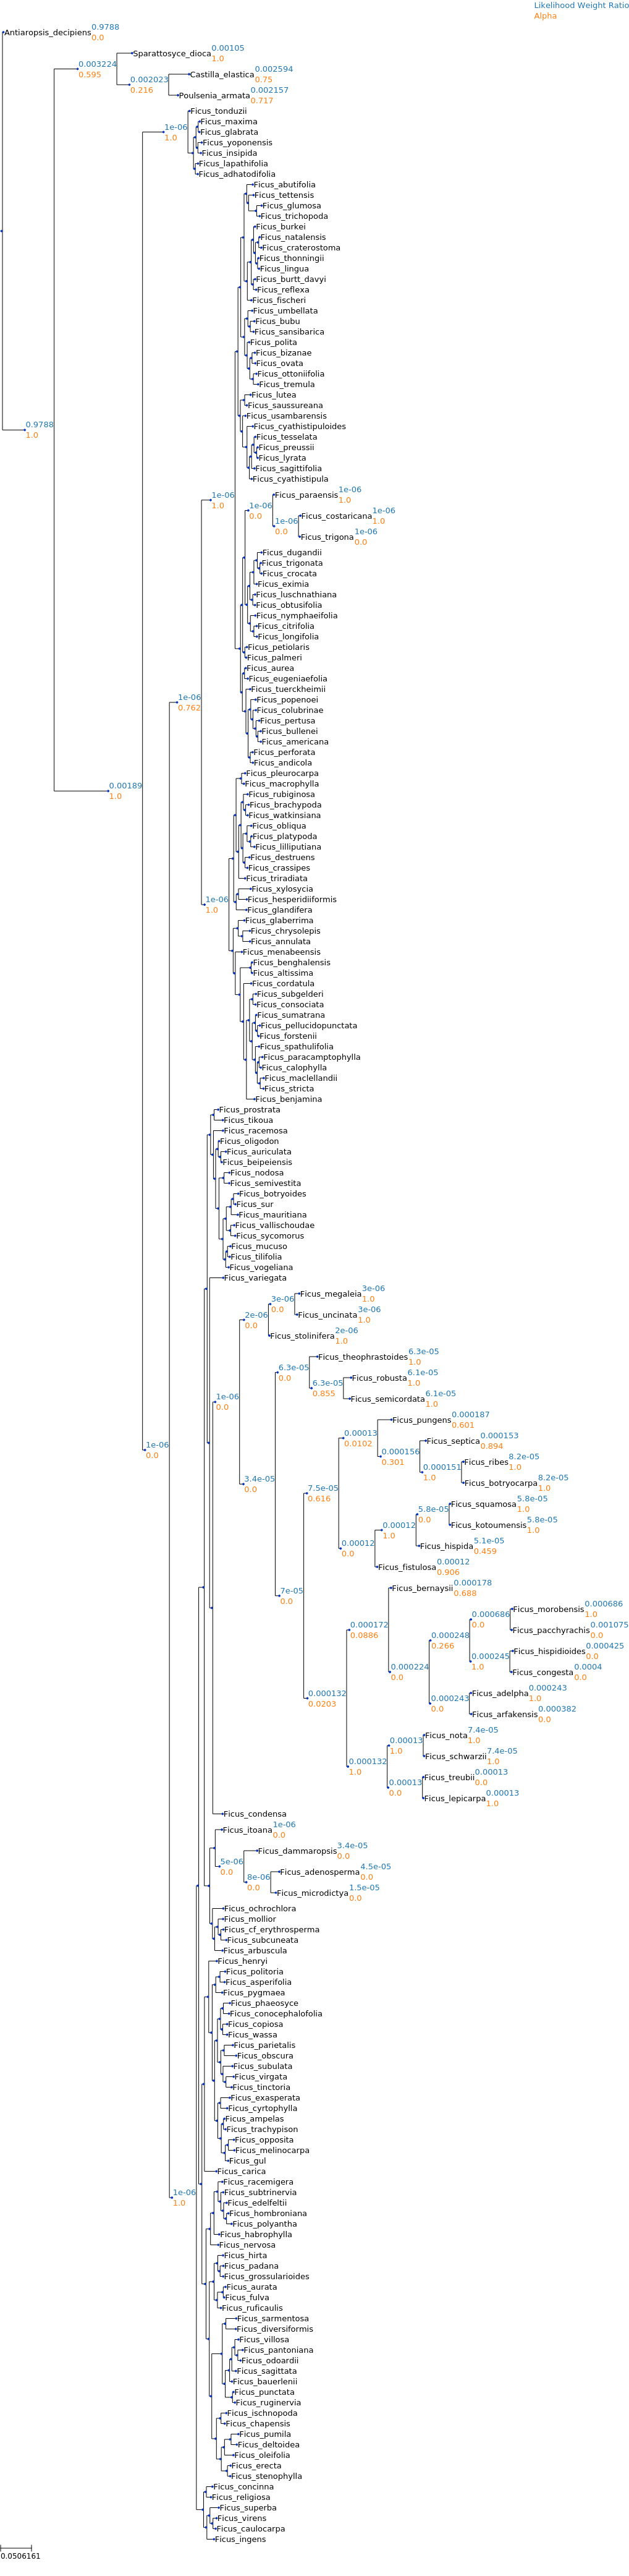 Likelihood Weight Ratio
Alpha
Antiaropsis_decipiens 0.9788
0.0
Sparattosyce_dioca 0.00105
1.0
0.003224
0.595
Castilla_elastica 0.002594
0.75
0.002023
0.216
Poulsenia_armata 0.002157
0.717
Ficus_tonduzii
Ficus_maxima
1e-06
1.0
Ficus_glabrata
Ficus_yoponensis
Ficus_insipida
Ficus_lapathifolia
Ficus_adhatodifolia
Ficus_abutifolia
Ficus_tettensis
Ficus_glumosa
Ficus_trichopoda
Ficus_burkei
Ficus_natalensis
Ficus_craterostoma
Ficus_thonningii
Ficus_lingua
Ficus_burtt_davyi
Ficus_reflexa
Ficus_fischeri
Ficus_umbellata
Ficus_bubu
Ficus_sansibarica
Ficus_polita
Ficus_bizanae
Ficus_ovata
Ficus_ottoniifolia
Ficus_tremula
Ficus_lutea
Ficus_saussureana
Ficus_usambarensis
Ficus_cyathistipuloides
0.9788
1.0
Ficus_tesselata
Ficus_preussii
Ficus_lyrata
Ficus_sagittifolia
Ficus_cyathistipula
Ficus_paraensis 1e-06
1.0
1e-06
1.0
1e-06
0.0
Ficus_costaricana 1e-06
1.0
1e-06
0.0
Ficus_trigona 1e-06
0.0
Ficus_dugandii
Ficus_trigonata
Ficus_crocata
Ficus_eximia
Ficus_luschnathiana
Ficus_obtusifolia
Ficus_nymphaeifolia
Ficus_citrifolia
Ficus_longifolia
Ficus_petiolaris
Ficus_palmeri
Ficus_aurea
Ficus_eugeniaefolia
Ficus_tuerckheimii
1e-06
0.762
Ficus_popenoei
Ficus_colubrinae
Ficus_pertusa
Ficus_bullenei
Ficus_americana
Ficus_perforata
Ficus_andicola
Ficus_pleurocarpa
Ficus_macrophylla
0.00189
1.0
Ficus_rubiginosa
Ficus_brachypoda
Ficus_watkinsiana
Ficus_obliqua
Ficus_platypoda
Ficus_lilliputiana
Ficus_destruens
Ficus_crassipes
Ficus_triradiata
Ficus_xylosycia
Ficus_hesperidiiformis
1e-06
1.0
Ficus_glandifera
Ficus_glaberrima
Ficus_chrysolepis
Ficus_annulata
Ficus_menabeensis
Ficus_benghalensis
Ficus_altissima
Ficus_cordatula
Ficus_subgelderi
Ficus_consociata
Ficus_sumatrana
Ficus_pellucidopunctata
Ficus_forstenii
Ficus_spathulifolia
Ficus_paracamptophylla
Ficus_calophylla
Ficus_maclellandii
Ficus_stricta
Ficus_benjamina
Ficus_prostrata
Ficus_tikoua
Ficus_racemosa
Ficus_oligodon
Ficus_auriculata
Ficus_beipeiensis
Ficus_nodosa
Ficus_semivestita
Ficus_botryoides
Ficus_sur
Ficus_mauritiana
Ficus_vallischoudae
Ficus_sycomorus
Ficus_mucuso
Ficus_tilifolia
Ficus_vogeliana
Ficus_variegata
Ficus_megaleia 3e-06
1.0
3e-06
0.0
Ficus_uncinata 3e-06
1.0
2e-06
0.0
Ficus_stolinifera 2e-06
1.0
Ficus_theophrastoides 6.3e-05
1.0
6.3e-05
0.0
Ficus_robusta 6.1e-05
1.0
6.3e-05
0.855
Ficus_semicordata 6.1e-05
1.0
1e-06
0.0
Ficus_pungens 0.000187
0.601
0.00013
0.0102
Ficus_septica 0.000153
0.894
1e-06
0.0
0.000156
0.301
Ficus_ribes 8.2e-05
1.0
0.000151
1.0
Ficus_botryocarpa 8.2e-05
1.0
3.4e-05
0.0
7.5e-05
0.616
Ficus_squamosa 5.8e-05
1.0
5.8e-05
0.0
Ficus_kotoumensis 5.8e-05
1.0
0.00012
1.0
0.00012
0.0
Ficus_hispida 5.1e-05
0.459
Ficus_fistulosa 0.00012
0.906
7e-05
0.0
Ficus_bernaysii 0.000178
0.688
Ficus_morobensis 0.000686
1.0
0.000686
0.0
0.000172
0.0886
Ficus_pacchyrachis 0.001075
0.0
0.000248
0.266
Ficus_hispidioides 0.000425
0.0
0.000245
1.0
0.000224
0.0
Ficus_congesta 0.0004
0.0
Ficus_adelpha 0.000243
1.0
0.000132
0.0203
0.000243
0.0
Ficus_arfakensis 0.000382
0.0
Ficus_nota 7.4e-05
1.0
0.00013
1.0
Ficus_schwarzii 7.4e-05
1.0
0.000132
1.0
Ficus_treubii 0.00013
0.0
0.00013
0.0
Ficus_lepicarpa 0.00013
1.0
Ficus_condensa
Ficus_itoana 1e-06
0.0
Ficus_dammaropsis 3.4e-05
0.0
5e-06
0.0
Ficus_adenosperma 4.5e-05
0.0
8e-06
0.0
Ficus_microdictya 1.5e-05
0.0
Ficus_ochrochlora
Ficus_mollior
Ficus_cf_erythrosperma
Ficus_subcuneata
Ficus_arbuscula
Ficus_henryi
Ficus_politoria
Ficus_asperifolia
Ficus_pygmaea
Ficus_phaeosyce
Ficus_conocephalofolia
Ficus_copiosa
Ficus_wassa
Ficus_parietalis
Ficus_obscura
Ficus_subulata
Ficus_virgata
Ficus_tinctoria
Ficus_exasperata
Ficus_cyrtophylla
Ficus_ampelas
Ficus_trachypison
Ficus_opposita
Ficus_melinocarpa
Ficus_gul
Ficus_carica
Ficus_racemigera
1e-06
1.0
Ficus_subtrinervia
Ficus_edelfeltii
Ficus_hombroniana
Ficus_polyantha
Ficus_habrophylla
Ficus_nervosa
Ficus_hirta
Ficus_padana
Ficus_grossularioides
Ficus_aurata
Ficus_fulva
Ficus_ruficaulis
Ficus_sarmentosa
Ficus_diversiformis
Ficus_villosa
Ficus_pantoniana
Ficus_odoardii
Ficus_sagittata
Ficus_bauerlenii
Ficus_punctata
Ficus_ruginervia
Ficus_ischnopoda
Ficus_chapensis
Ficus_pumila
Ficus_deltoidea
Ficus_oleifolia
Ficus_erecta
Ficus_stenophylla
Ficus_concinna
Ficus_religiosa
Ficus_superba
Ficus_virens
Ficus_caulocarpa
Ficus_ingens
0.0506161